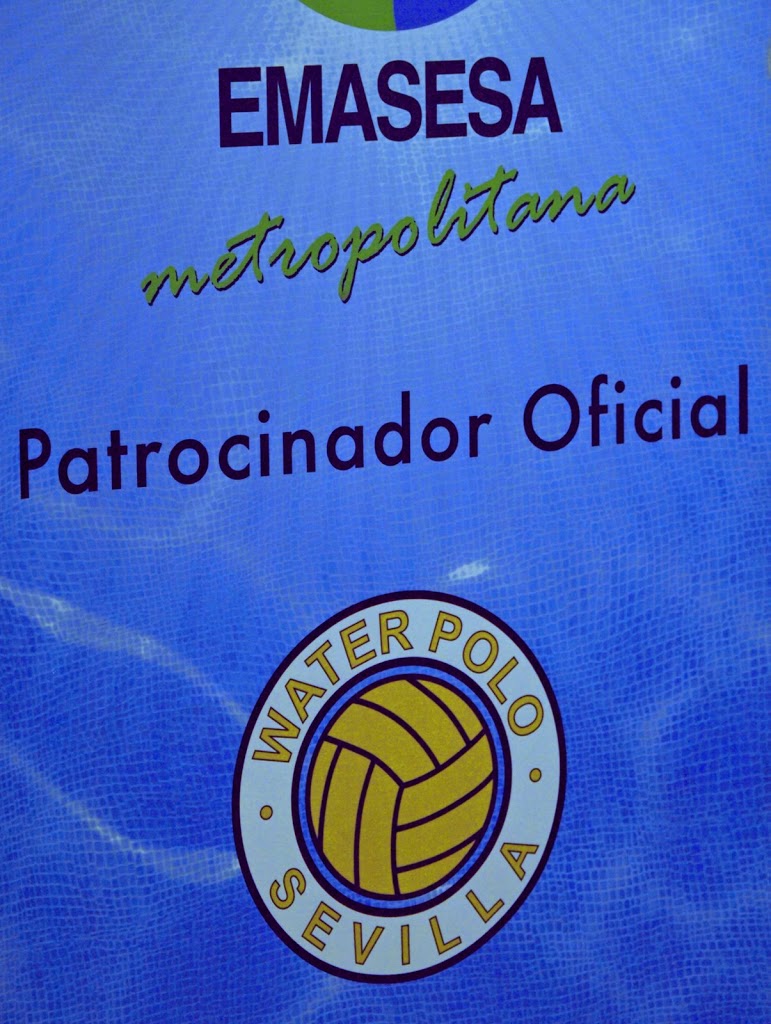 EMASESA
metropolitana
Patrocinador Oficial
WATER POLO
SEVILLA